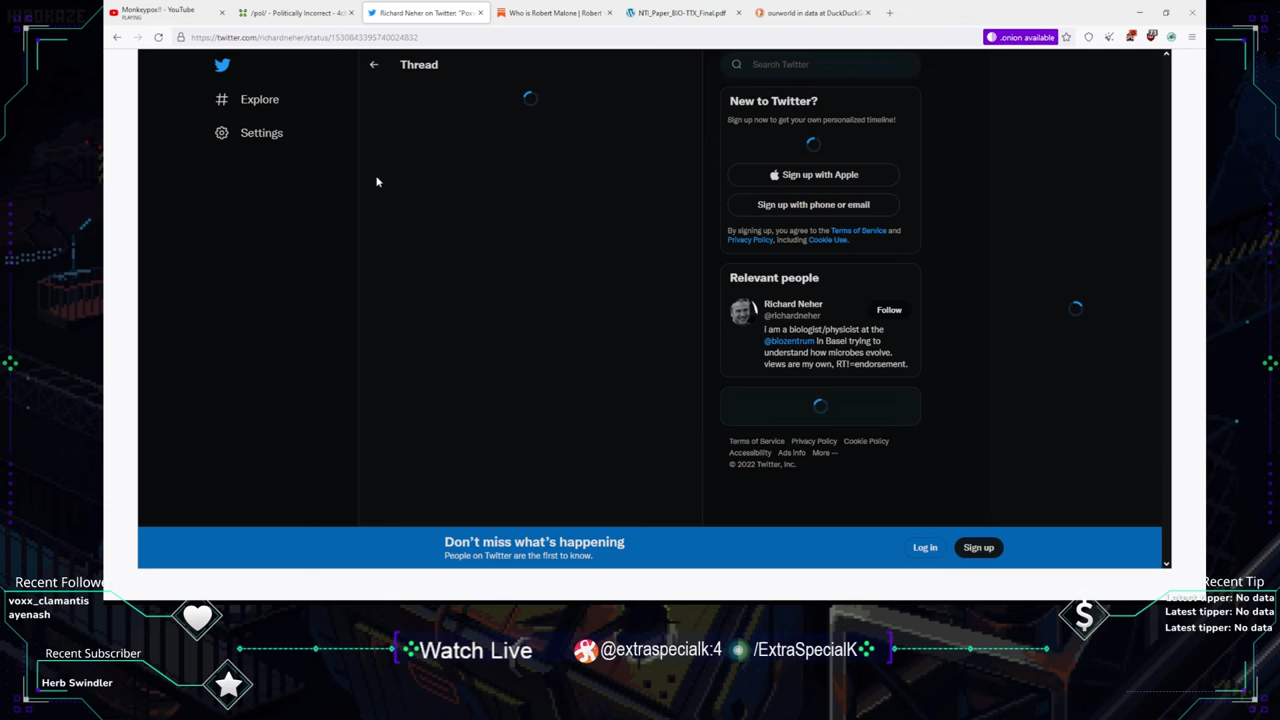 Monkeypox!! - YouTube
PLAYING
/pol/ - Politically Incorrect - 4ch
Richard Neher on Twitter: "Pos
Who is Robert Malone | Robert
NTI_Paper_BIO-TTX_Final.pdf
ourworld in data at DuckDuckG
https://twitter.com/richardneher/status/1530843395740024832
.onion available
Thread
Search Twitter
Explore
Settings
New to Twitter?
Sign up now to get your own personalized timeline!
Sign up with Apple
Sign up with phone or email
By signing up, you agree to the Terms of Service and
Privacy Policy, including Cookie Use.
Relevant people
Richard Neher
@richardneher
Follow
i am a biologist/physicist at the
@biozentrum in Basel trying to
understand how microbes evolve.
views are my own, RT!=endorsement.
Terms of Service Privacy Policy Cookie Policy
Accessibility Ads info More ···
© 2022 Twitter, Inc.
Don't miss what's happening
People on Twitter are the first to know.
Log in
Sign up
Recent Followe
voxx_clamantis
ayenash
Recent Subscriber
Herb Swindler
Watch Live
@extraspecialk:4
/ExtraSpecialK
Recent Tip
Latest tipper: No data
Latest tipper: No data
Latest tipper: No data